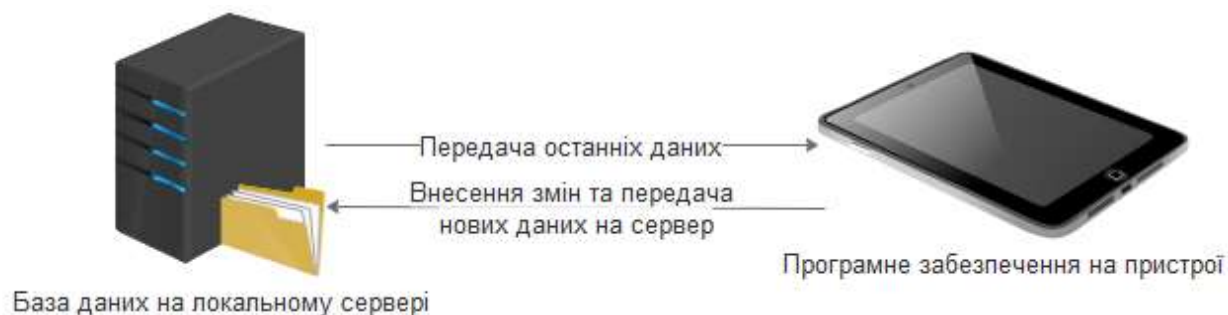 Передача останніх даних
Внесення змін та передача
нових даних на сервер
Програмне забезпечення на пристрої
База даних на локальному сервері